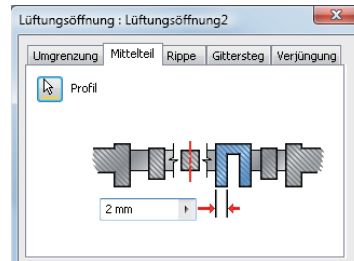 Lüftungsöffnung : Lüftungsöffnung2
Umgrenzung Mittelteil Rippe Gittersteg Verjüngung
Profil
2 mm